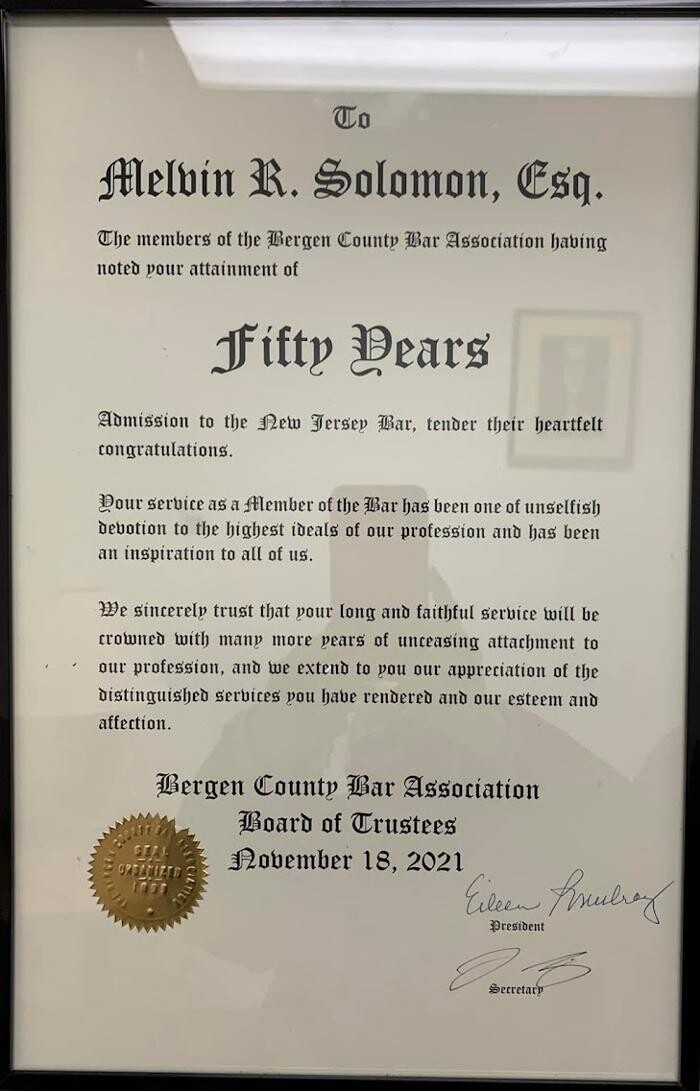 To
Melvin R. Solomon, Esq.
The members of the Bergen County Bar Association having
noted your attainment of
Fifty Years
Admission to the New Jersey Bar, tender their heartfelt
congratulations.
Your service as a Member of the Bar has been one of unselfish
devotion to the highest ideals of our profession and has been
an inspiration to all of us.
We sincerely trust that your long and faithful service will be
crowned with many more years of unceasing attachment to
our profession, and we extend to you our appreciation of the
distinguished services you have rendered and our esteem and
affection.
Bergen County Bar Association
Board of Trustees
November 18, 2021
SEAL
ORGANIZED
Eileen
President
Secretary